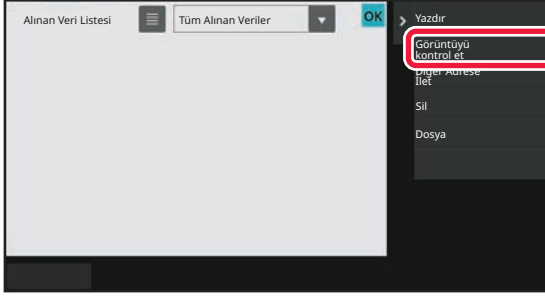 Alınan Veri Listesi
Tüm Alınan Veriler
OK
Yazdır
Görüntüyü
kontrol et
Diğer Adrese
İlet
Sil
Dosya